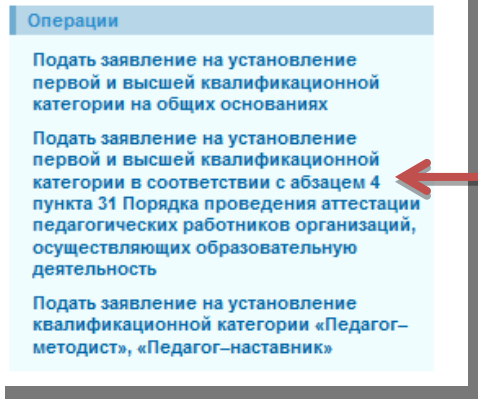 Операции
Подать заявление на установление
первой и высшей квалификационной
категории на общих основаниях
Подать заявление на установление
первой и высшей квалификационной
категории в соответствии с абзацем 4
пункта 31 Порядка проведения аттестации
педагогических работников организаций,
осуществляющих образовательную
деятельность
Подать заявление на установление
квалификационной категории «Педагог–
методист», «Педагог–наставник»